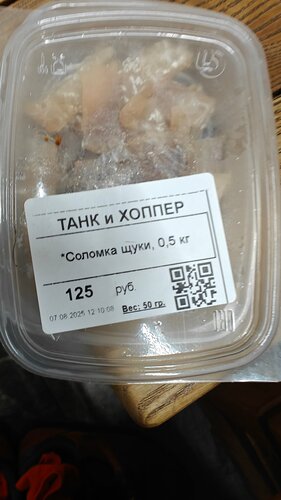 ТАНК и ХОППЕР
*Соломка щуки, 0,5 кг
125 руб.
07.08.2025 12:10:08 Вес: 50 гр.